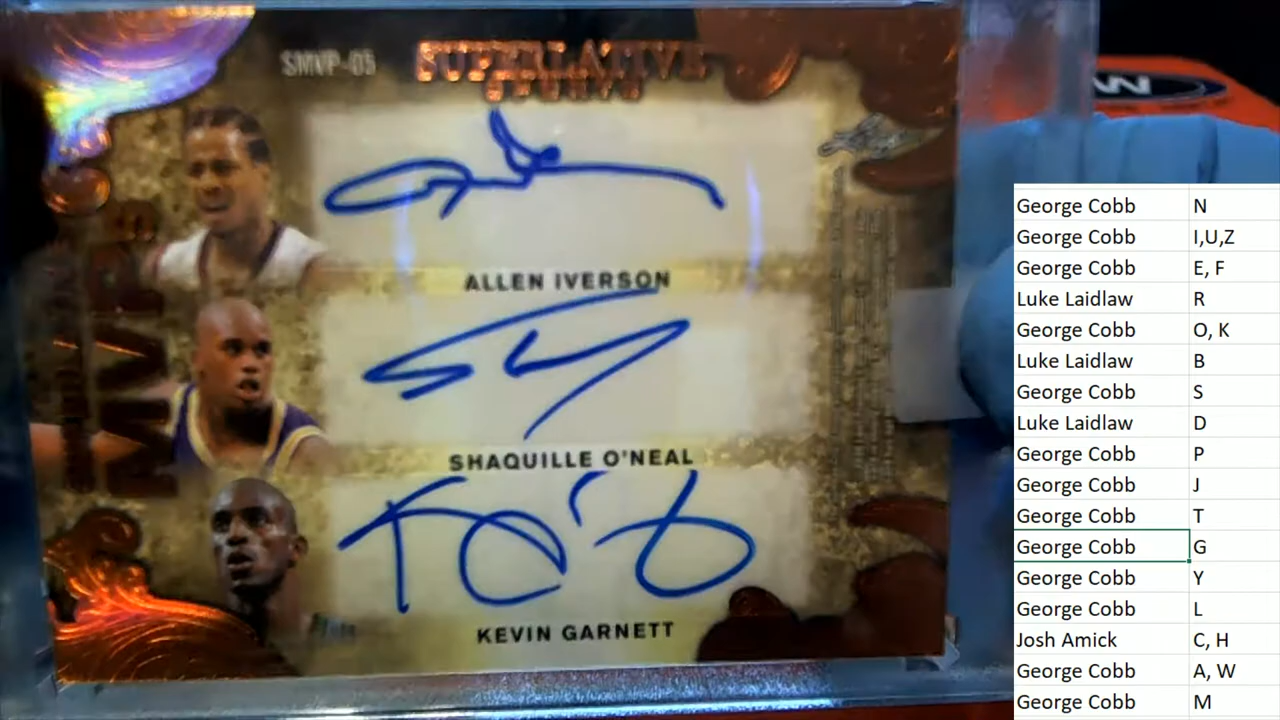 SMVP-05
SUPERLATIVE
SPORTS
ALLEN IVERSON
SHAQUILLE O'NEAL
KEVIN GARNETT
W
George Cobb N
George Cobb I,U,Z
George Cobb E, F
Luke Laidlaw R
George Cobb O, K
Luke Laidlaw B
George Cobb S
Luke Laidlaw D
George Cobb P
George Cobb J
George Cobb T
George Cobb G
George Cobb Y
George Cobb L
Josh Amick C, H
George Cobb A, W
George Cobb M